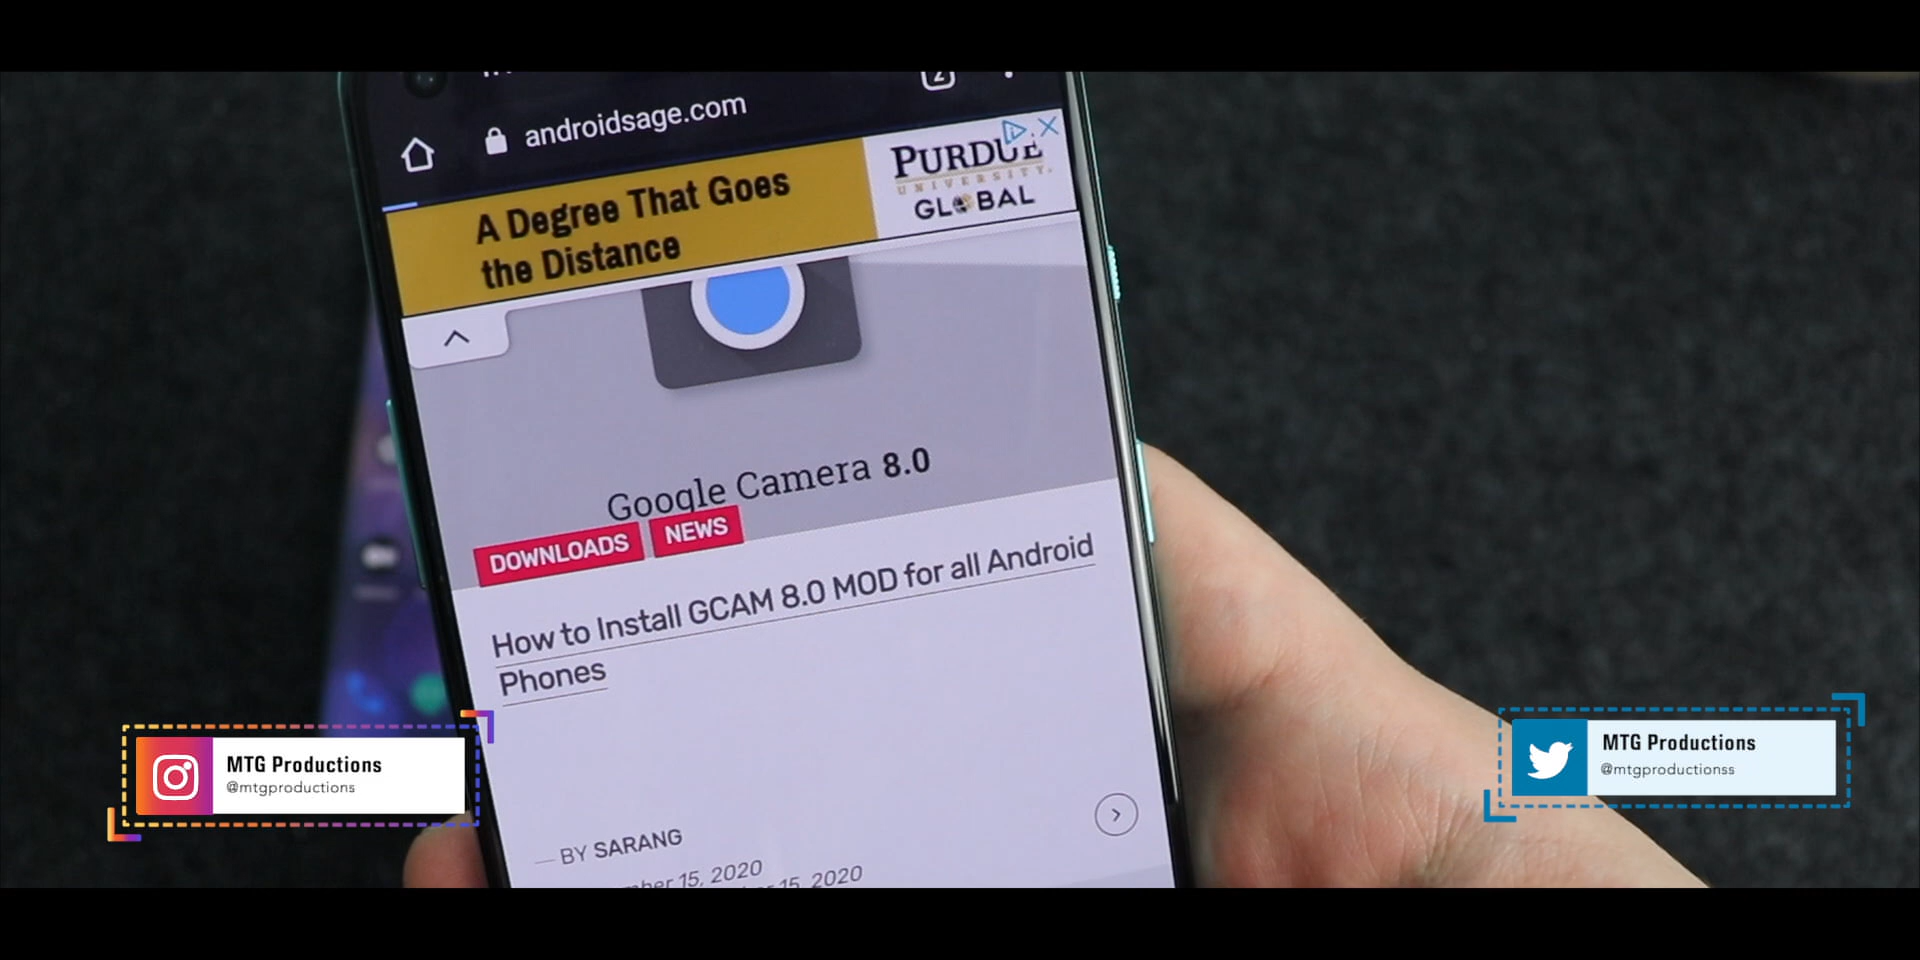 2
androidsage.com
A Degree That Goes
the Distance
PURDUE
UNIVERSITY
GLOBAL
Google Camera 8.0
DOWNLOADS
NEWS
How to Install GCAM 8.0 MOD for all Android
Phones
MTG Productions
@mtgproductions
MTG Productions
@mtgproductionss
— BY SARANG
15, 2020
15, 2020